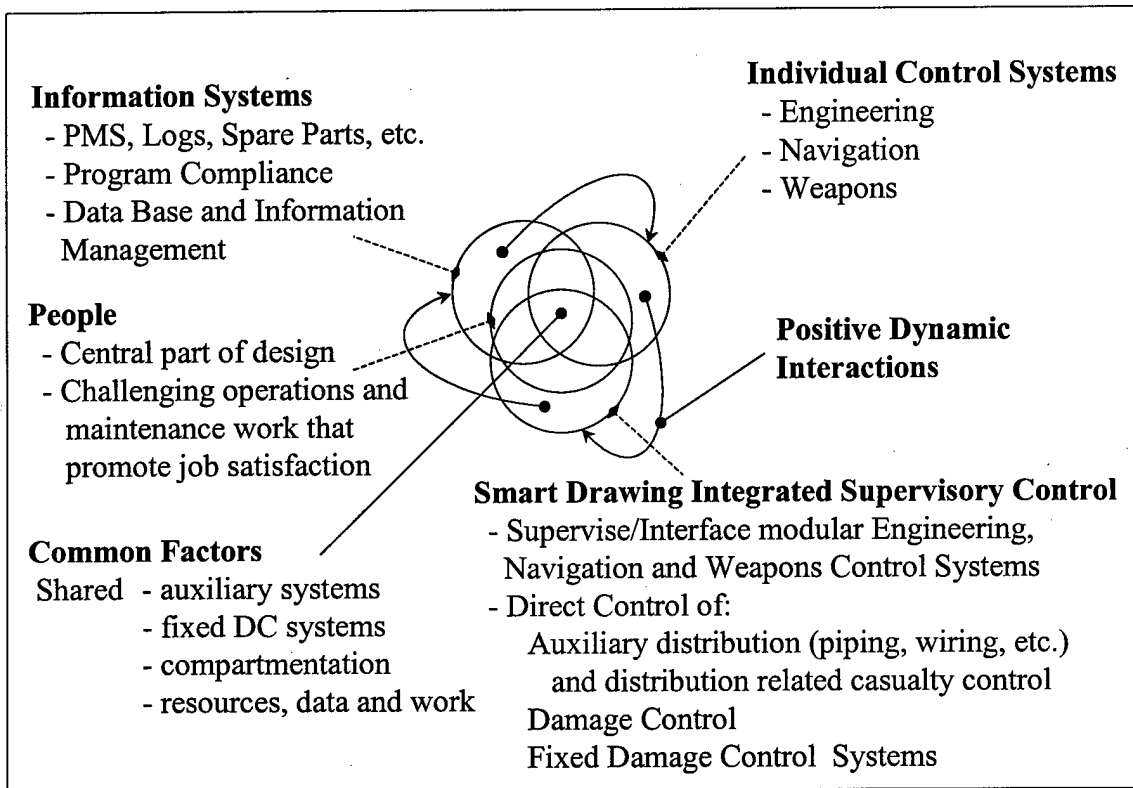 Information Systems
- PMS, Logs, Spare Parts, etc.
- Program Compliance
- Data Base and Information
Management
People
- Central part of design
- Challenging operations and
maintenance work that
promote job satisfaction
Common Factors
Shared - auxiliary systems
- fixed DC systems
- compartmentation
- resources, data and work
Individual Control Systems
- Engineering
- Navigation
- Weapons
Positive Dynamic
Interactions
Smart Drawing Integrated Supervisory Control
- Supervise/Interface modular Engineering,
Navigation and Weapons Control Systems
- Direct Control of:
Auxiliary distribution (piping, wiring, etc.)
and distribution related casualty control
Damage Control
Fixed Damage Control Systems